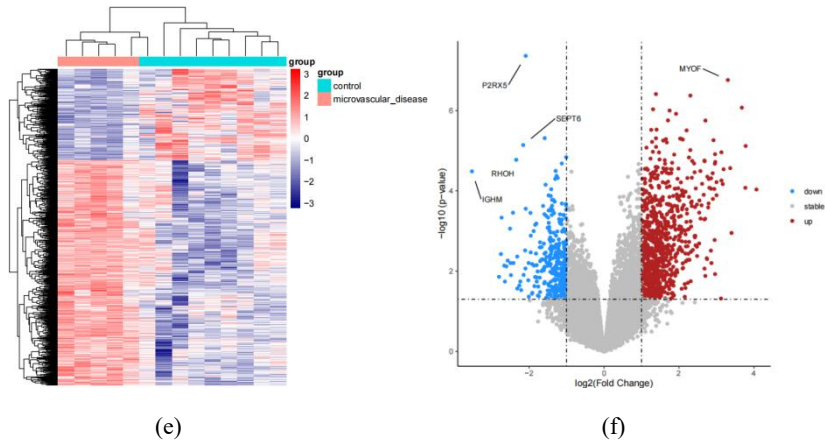 group
3
2
1
0
−1
−2
−3
group
control
microvascular_disease
(e)
P2RX5
MYOF
SEPT6
RHOH
IGHM
6
4
2
0
−log10 (p-value)
−2
0
2
4
log2(Fold Change)
down
stable
up
(f)